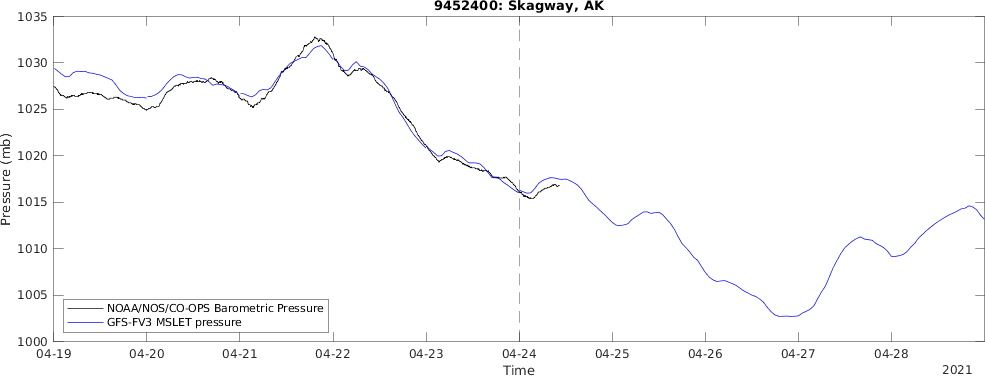 9452400: Skagway, AK
Pressure (mb)
1035
1030
1025
1020
1015
1010
1005
1000
NOAA/NOS/CO-OPS Barometric Pressure
GFS-FV3 MSLET pressure
04-19 04-20 04-21 04-22 04-23 04-24 04-25 04-26 04-27 04-28
Time
2021